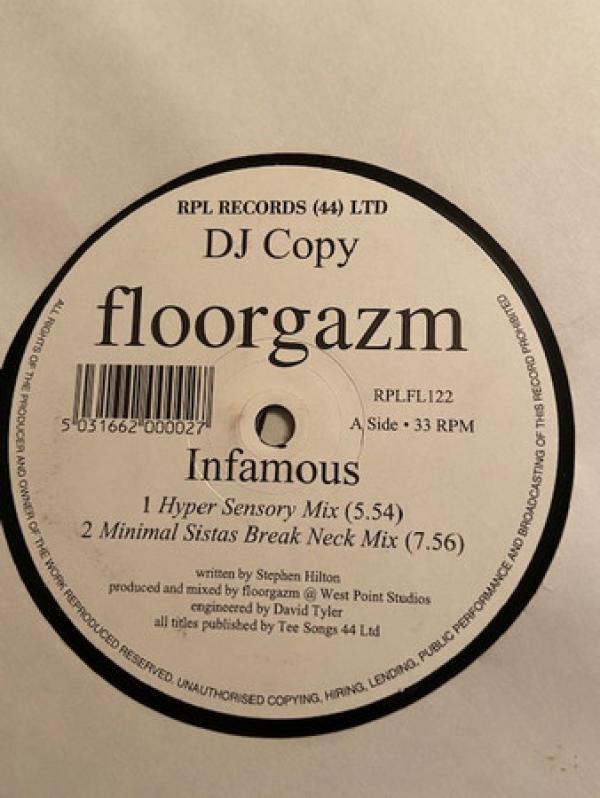 RPL RECORDS (44) LTD
DJ Copy
floorgazm
5 031662 000027
RPLFL122
A Side • 33 RPM
Infamous
1 Hyper Sensory Mix (5.54)
2 Minimal Sistas Break Neck Mix (7.56)
written by Stephen Hilton
produced and mixed by floorgazm @ West Point Studios
engineered by David Tyler
all titles published by Tee Songs 44 Ltd
ALL RIGHTS OF THE PRODUCER AND OWNER OF THE WORK REPRODUCED RESERVED. UNAUTHORISED COPYING, HIRING, LENDING, PUBLIC PERFORMANCE AND BROADCASTING OF THIS RECORD PROHIBITED